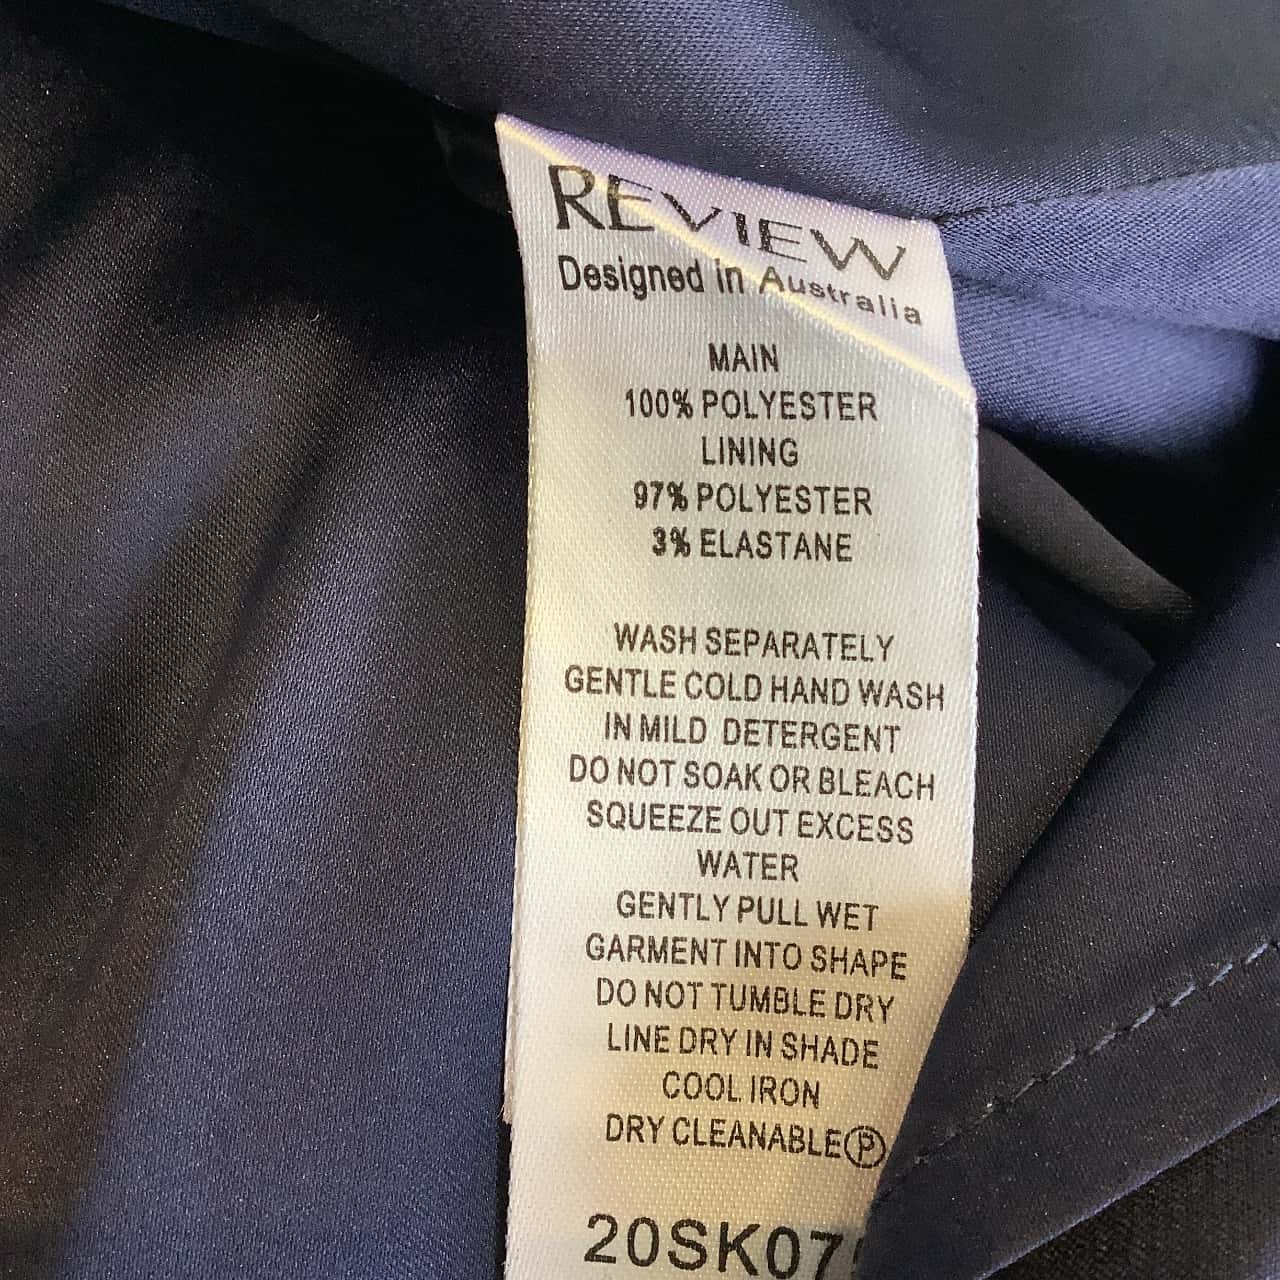 REVIEW
Designed in Australia
MAIN
100% POLYESTER
LINING
97% POLYESTER
3% ELASTANE
WASH SEPARATELY
GENTLE COLD HAND WASH
IN MILD DETERGENT
DO NOT SOAK OR BLEACH
SQUEEZE OUT EXCESS
WATER
GENTLY PULL WET
GARMENT INTO SHAPE
DO NOT TUMBLE DRY
LINE DRY IN SHADE
COOL IRON
DRY CLEANABLE Ⓟ